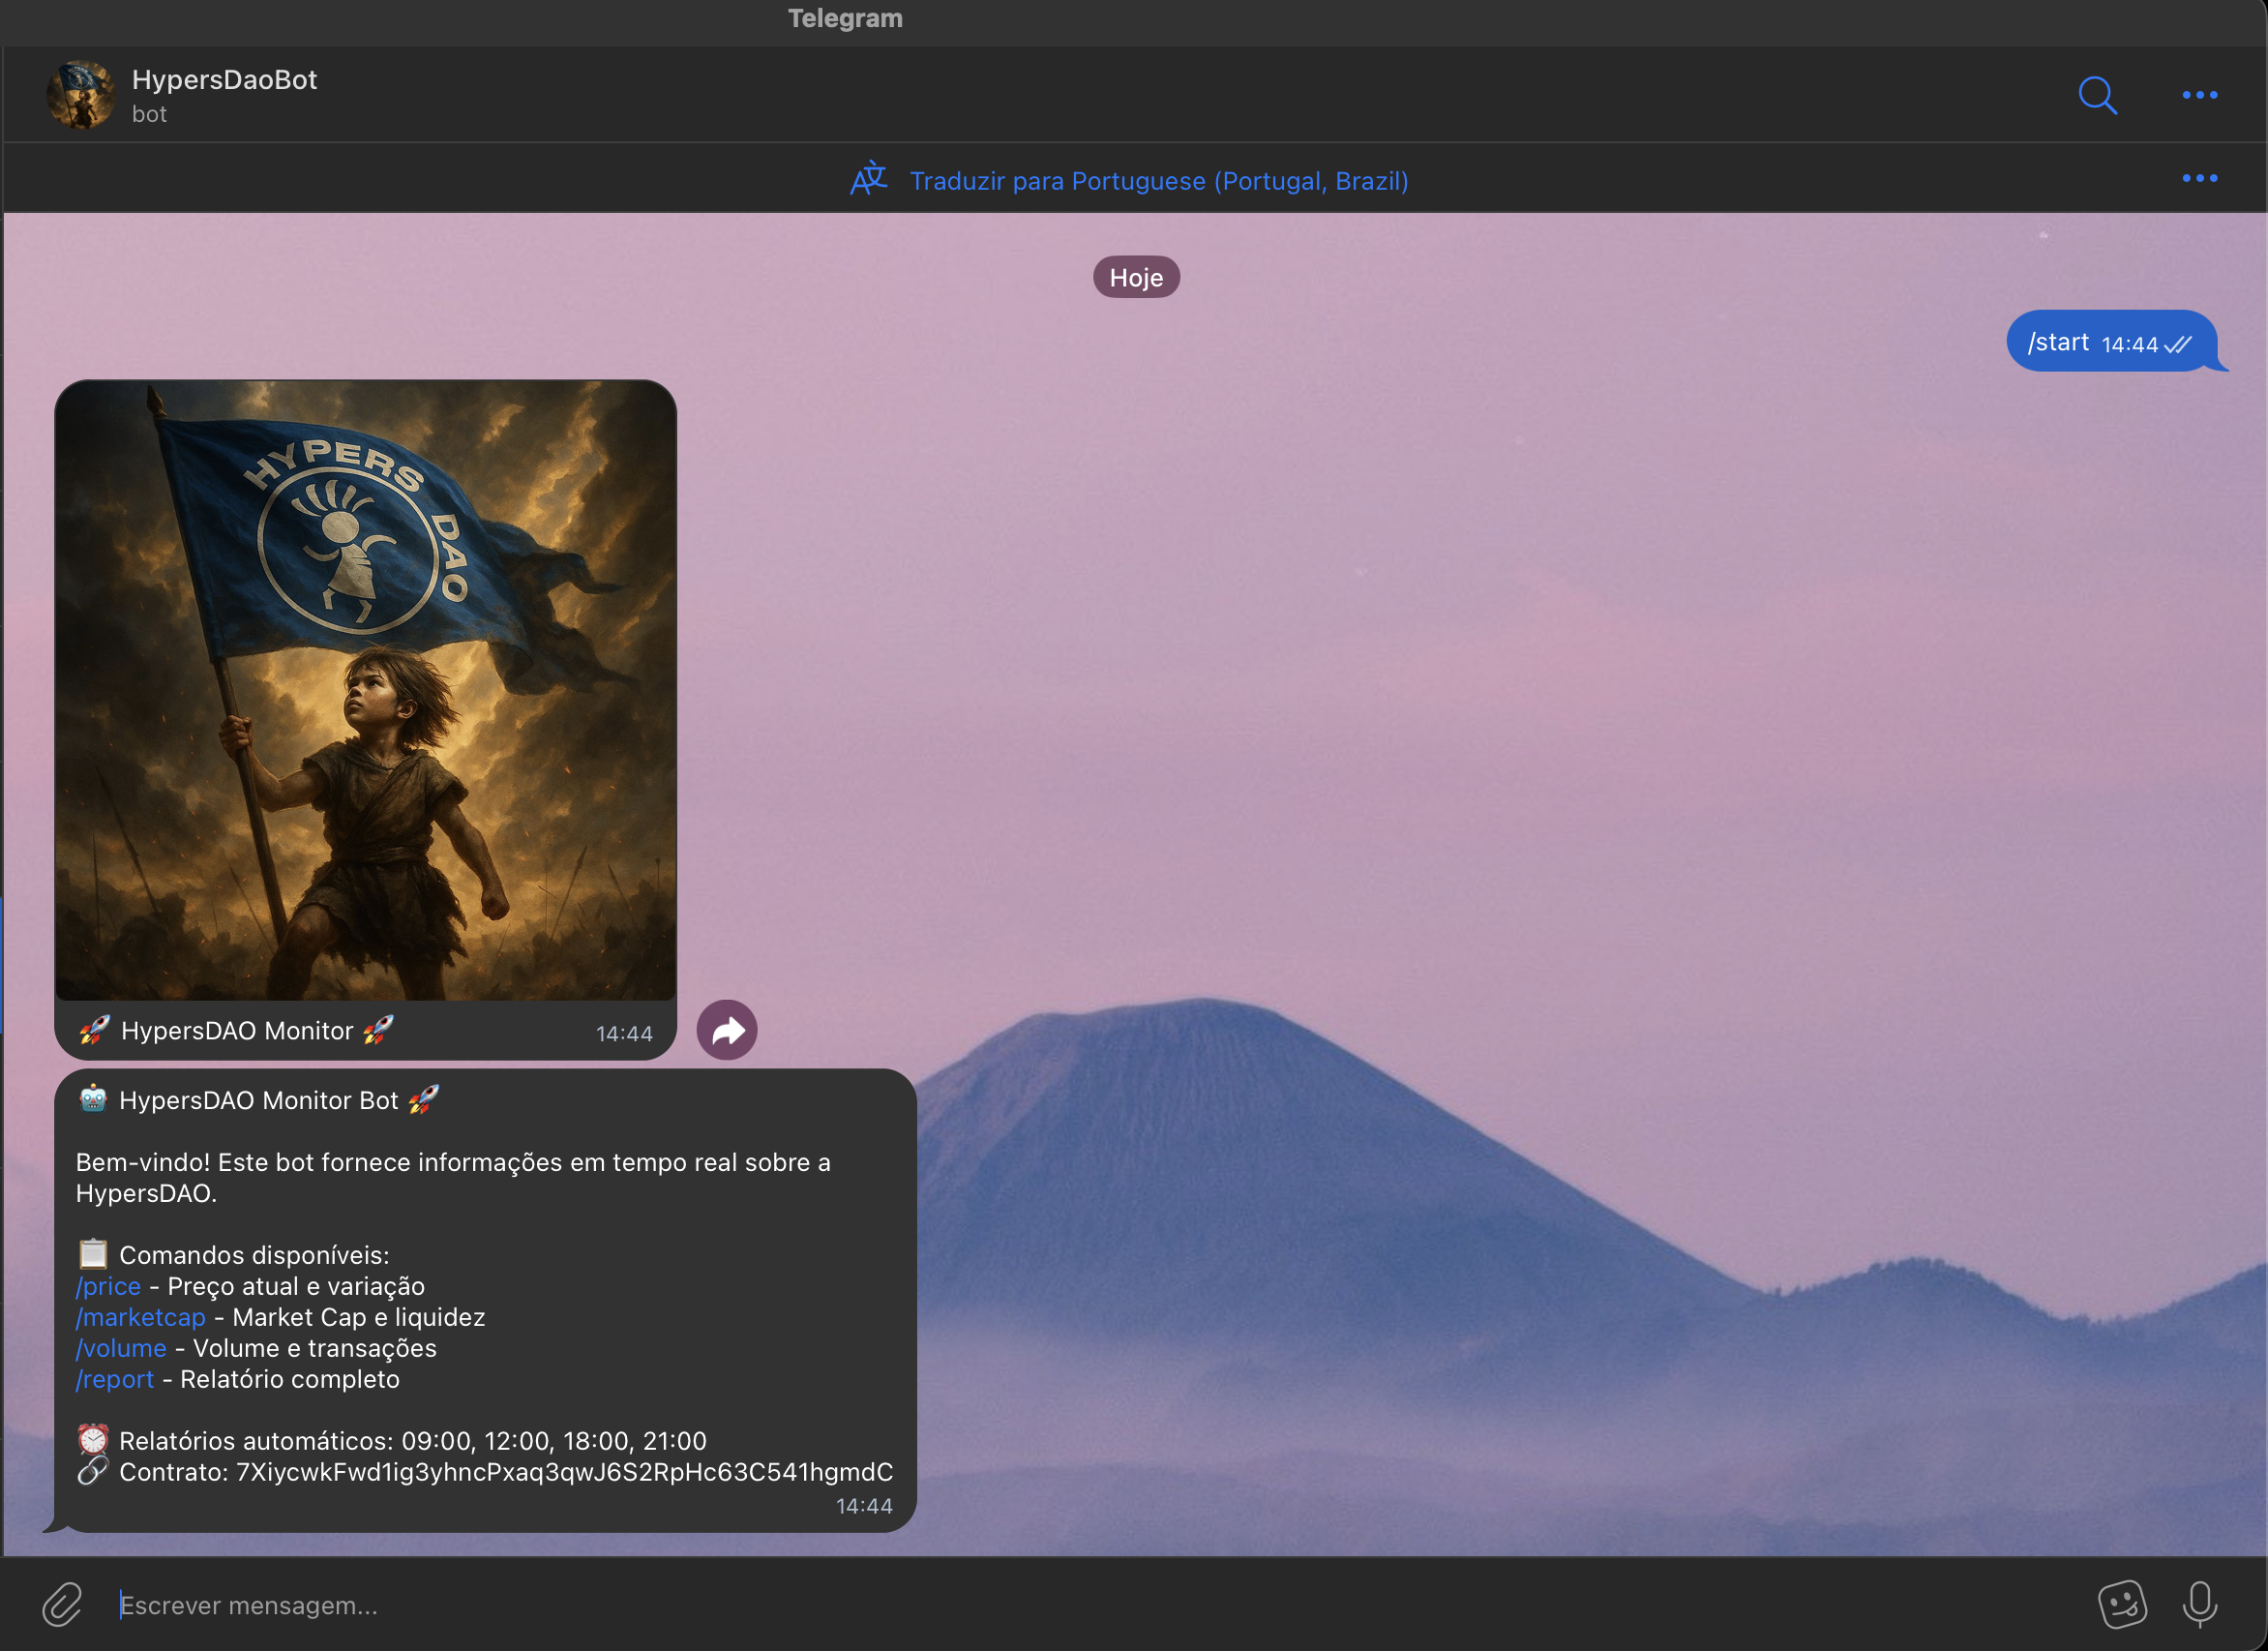 Telegram
HypersDaoBot
bot
Traduzir para Portuguese (Portugal, Brazil)
Hoje
/start 14:44
HYPERS DAO
🚀 HypersDAO Monitor 🚀 14:44
🤖 HypersDAO Monitor Bot 🚀
Bem-vindo! Este bot fornece informações em tempo real sobre a
HypersDAO.
📋 Comandos disponíveis:
/price - Preço atual e variação
/marketcap - Market Cap e liquidez
/volume - Volume e transações
/report - Relatório completo
⏰ Relatórios automáticos: 09:00, 12:00, 18:00, 21:00
🔗 Contrato: 7XiycwkFwd1ig3yhncPxaq3qwJ6S2RpHc63C541hgmdC
14:44
Escrever mensagem...